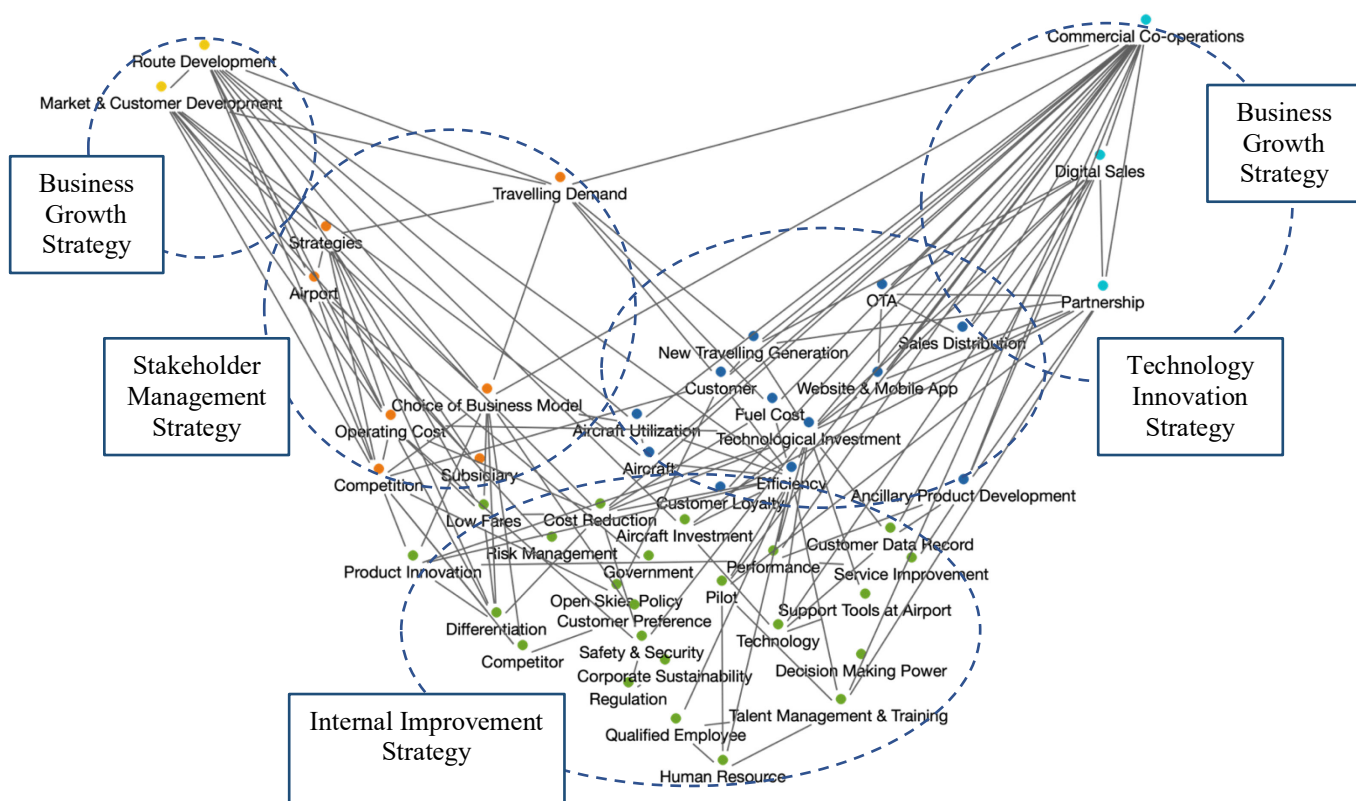 Commercial Co-operations
Route Development
Market & Customer Development
Business
Growth
Strategy
Business
Growth
Strategy
Digital Sales
Travelling Demand
Strategies
Airport
OTA
Partnership
Sales Distribution
New Travelling Generation
Stakeholder
Management
Strategy
Technology
Innovation
Strategy
Customer
Website & Mobile App
Choice of Business Model
Fuel Cost
Operating Cost
Aircraft Utilization
Technological Investment
Competition
Subsidiary
Aircraft
Efficiency
Customer Loyalty
Ancillary Product Development
Low Fares
Cost Reduction
Aircraft Investment
Customer Data Record
Risk Management
Product Innovation
Government
Performance
Service Improvement
Open Skies Policy
Pilot
Support Tools at Airport
Customer Preference
Differentiation
Technology
Competitor
Safety & Security
Corporate Sustainability
Decision Making Power
Regulation
Talent Management & Training
Qualified Employee
Human Resource
Internal Improvement
Strategy